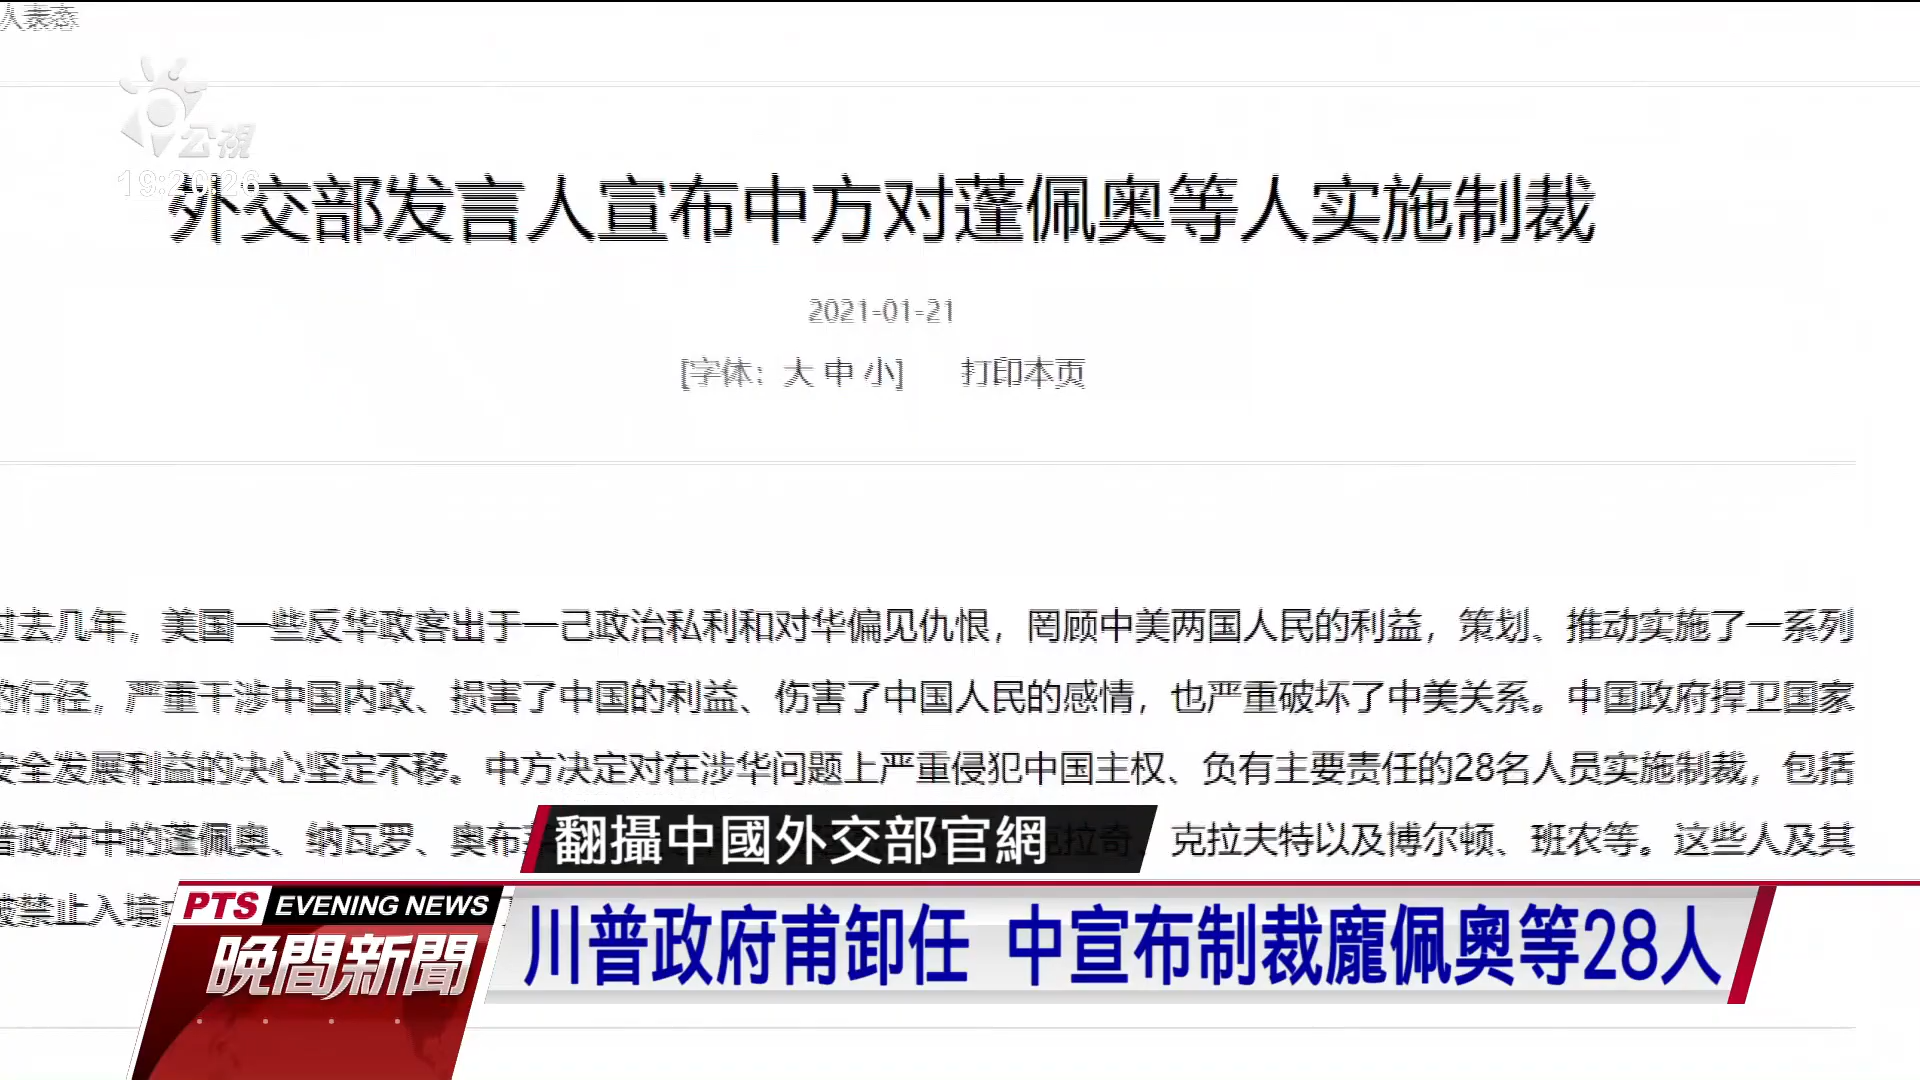 人表态
公視
19:20:26
外交部发言人宣布中方对蓬佩奥等人实施制裁
2021-01-21
[字体：大 中 小] 打印本页
过去几年，美国一些反华政客出于一己政治私利和对华偏见仇恨，罔顾中美两国人民的利益，策划、推动实施了一系列
的行径，严重干涉中国内政、损害了中国的利益、伤害了中国人民的感情，也严重破坏了中美关系。中国政府捍卫国家
安全发展利益的决心坚定不移。中方决定对在涉华问题上严重侵犯中国主权、负有主要责任的28名人员实施制裁，包括
普政府中的蓬佩奥、纳瓦罗、奥布 克拉奇、克拉夫特以及博尔顿、班农等。这些人及其
被禁止入境
翻攝中國外交部官網
PTS EVENING NEWS
晚間新聞
川普政府甫卸任 中宣布制裁龐佩奧等28人